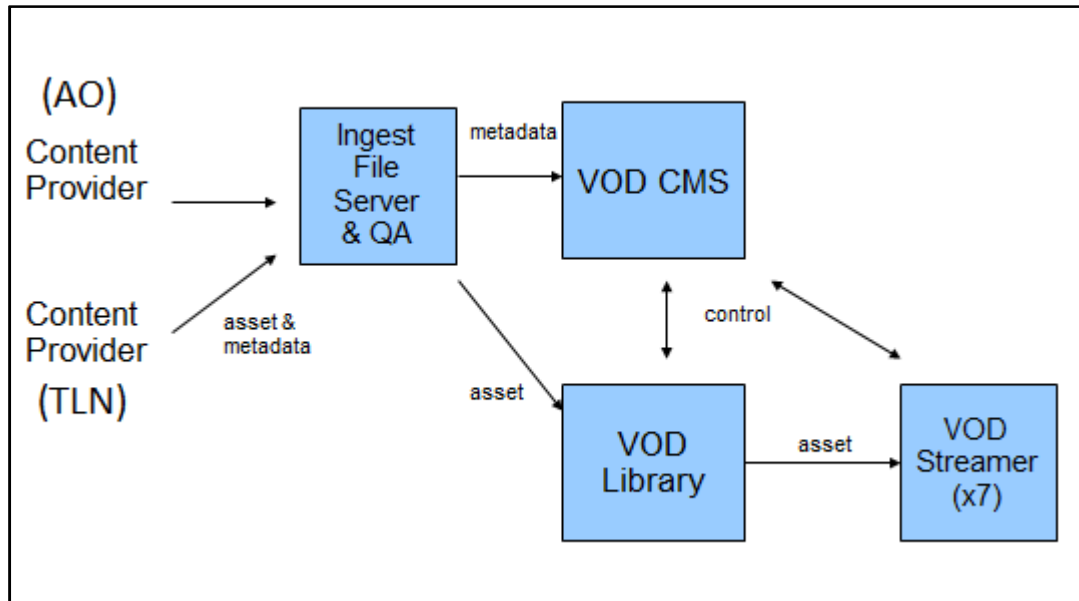 (AO)
Content
Provider
Ingest
File
Server
& QA
metadata
VOD CMS
Content
Provider
(TLN)
asset &
metadata
control
asset
VOD
Library
asset
VOD
Streamer
(x7)